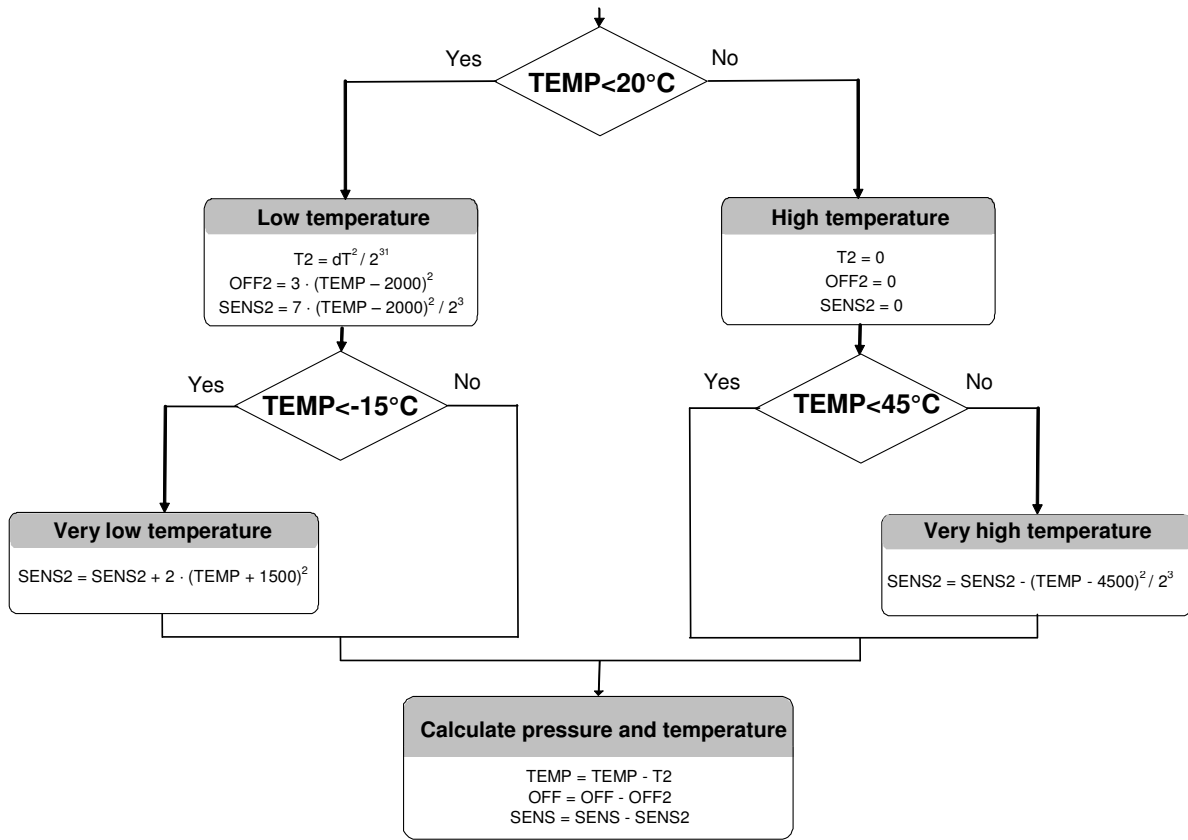 Yes
No
TEMP<20°C
Low temperature
T2 = dT² / 2³¹
OFF2 = 3 · (TEMP – 2000)²
SENS2 = 7 · (TEMP – 2000)² / 2³
High temperature
T2 = 0
OFF2 = 0
SENS2 = 0
Yes
No
TEMP<-15°C
Yes
No
TEMP<45°C
Very low temperature
SENS2 = SENS2 + 2 · (TEMP + 1500)²
Very high temperature
SENS2 = SENS2 - (TEMP - 4500)² / 2³
Calculate pressure and temperature
TEMP = TEMP - T2
OFF = OFF - OFF2
SENS = SENS - SENS2